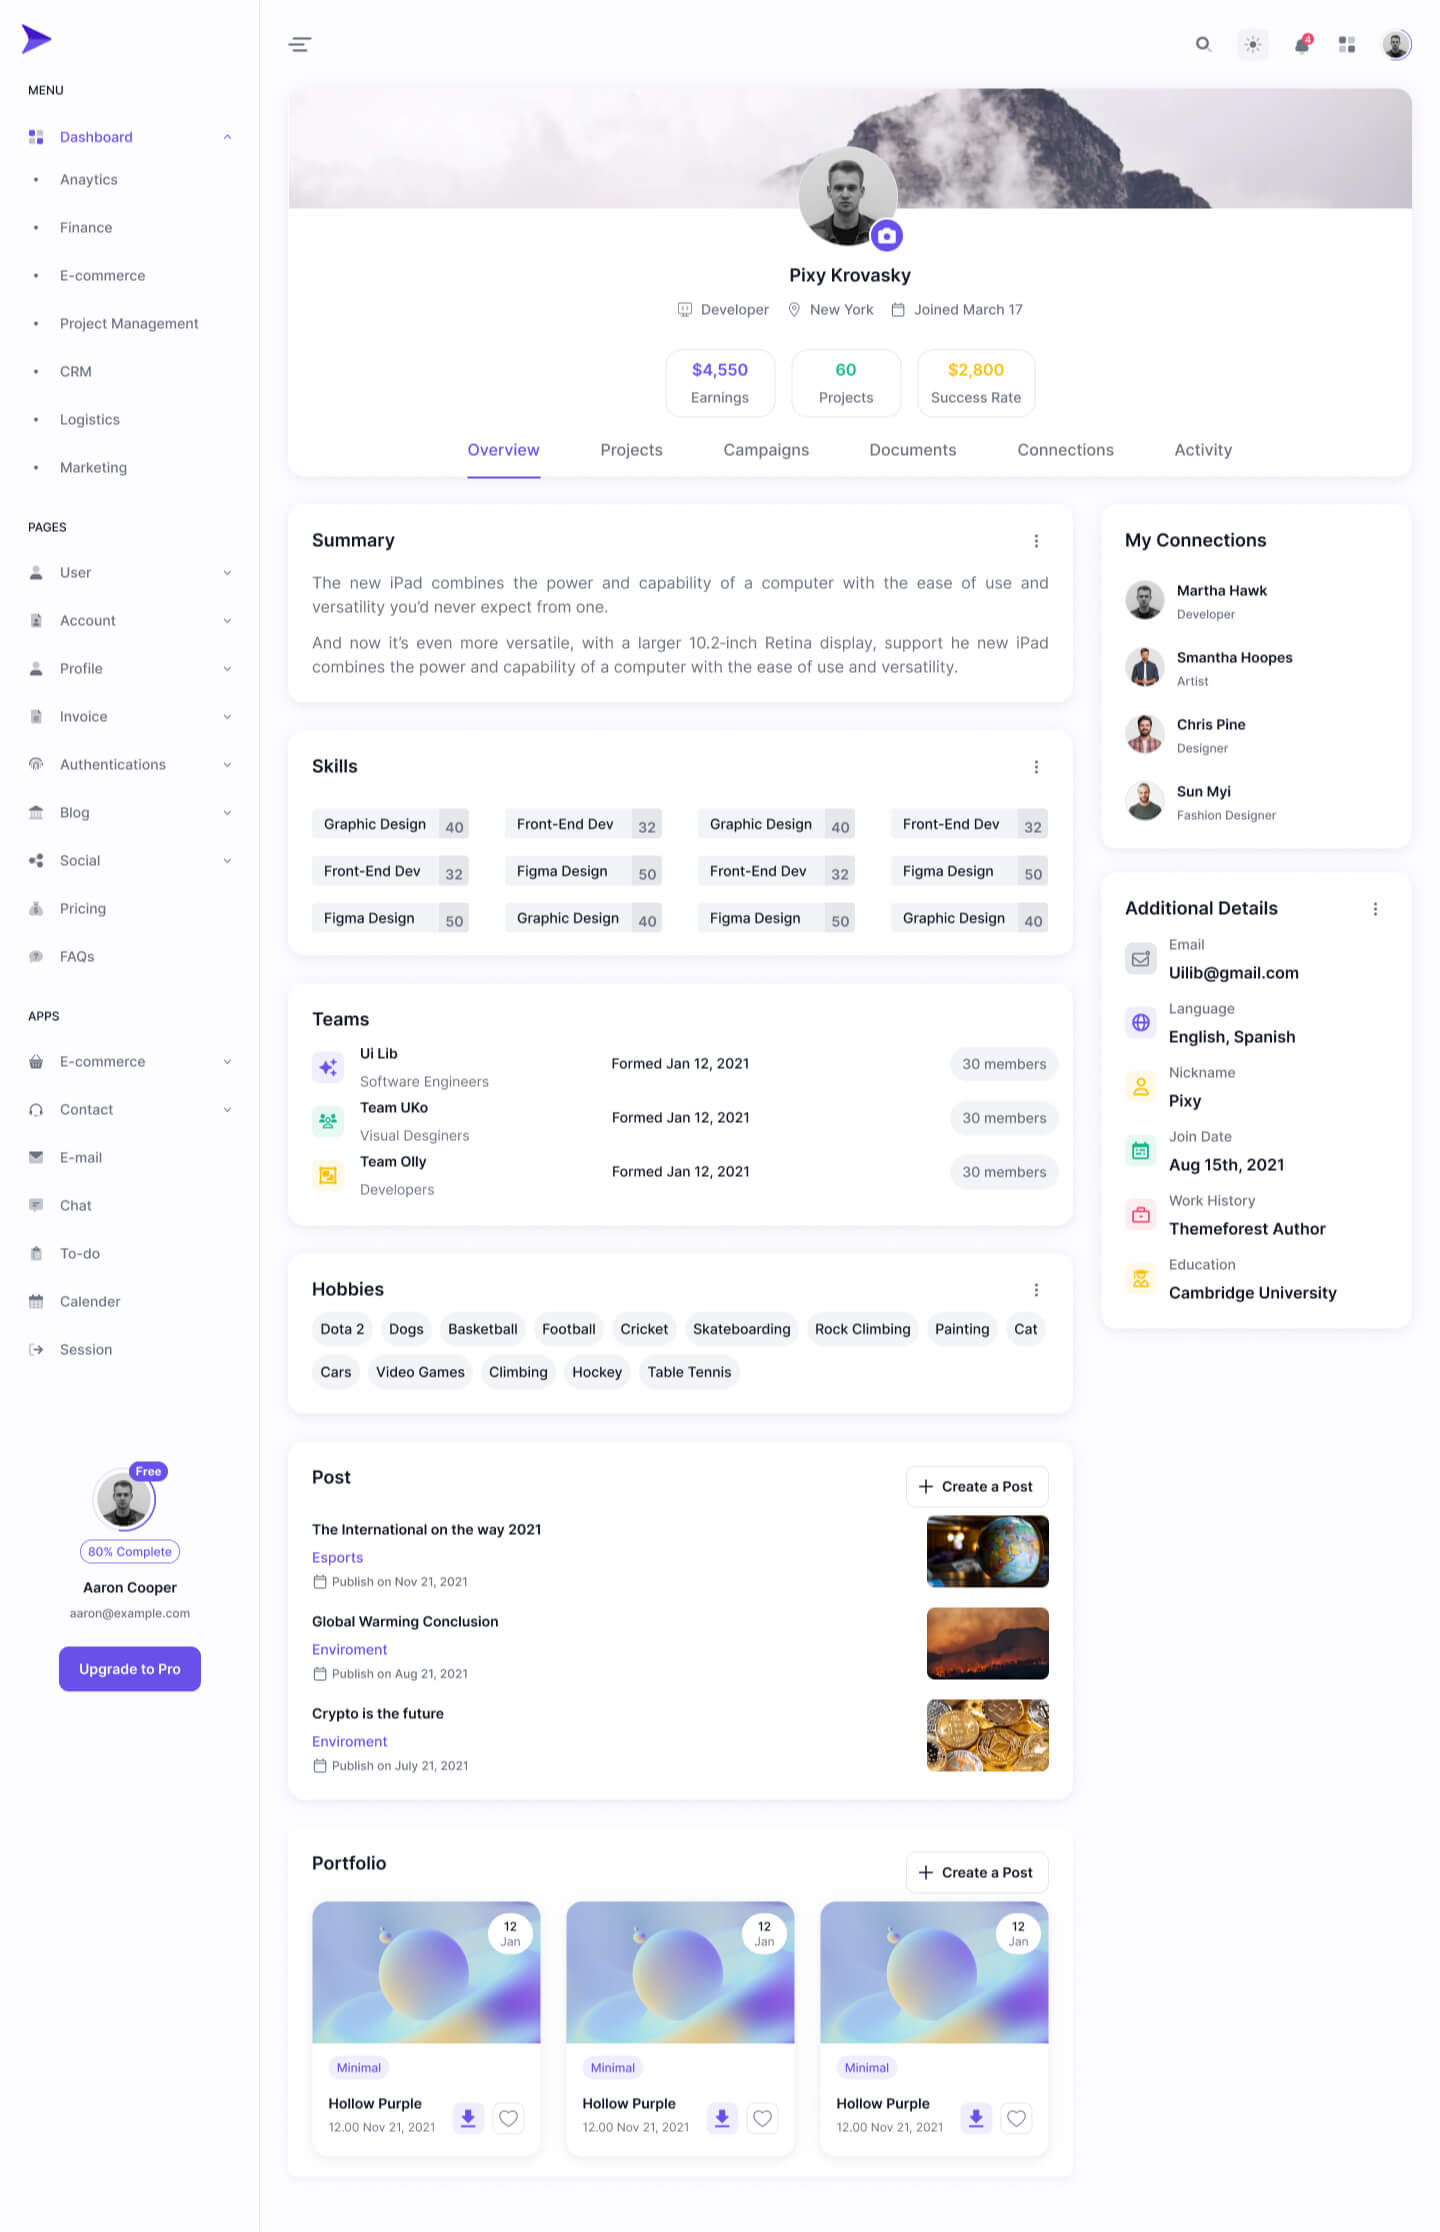 MENU
Dashboard
Anaytics
Finance
E-commerce
Project Management
CRM
Logistics
Marketing
PAGES
User
Account
Profile
Invoice
Authentications
Blog
Social
Pricing
FAQs
APPS
E-commerce
Contact
E-mail
Chat
To-do
Calender
Session
Free
80% Complete
Aaron Cooper
aaron@example.com
Upgrade to Pro
4
Pixy Krovasky
Developer New York Joined March 17
$4,550 60 $2,800
Earnings Projects Success Rate
Overview Projects Campaigns Documents Connections Activity
Summary
The new iPad combines the power and capability of a computer with the ease of use and
versatility you’d never expect from one.
And now it’s even more versatile, with a larger 10.2-inch Retina display, support he new iPad
combines the power and capability of a computer with the ease of use and versatility.
Skills
Graphic Design 40 Front-End Dev 32 Graphic Design 40 Front-End Dev 32
Front-End Dev 32 Figma Design 50 Front-End Dev 32 Figma Design 50
Figma Design 50 Graphic Design 40 Figma Design 50 Graphic Design 40
Teams
Ui Lib
Software Engineers
Formed Jan 12, 2021
30 members
Team UKo
Visual Desginers
Formed Jan 12, 2021
30 members
Team Olly
Developers
Formed Jan 12, 2021
30 members
Hobbies
Dota 2 Dogs Basketball Football Cricket Skateboarding Rock Climbing Painting Cat
Cars Video Games Climbing Hockey Table Tennis
Post
Create a Post
The International on the way 2021
Esports
Publish on Nov 21, 2021
Global Warming Conclusion
Enviroment
Publish on Aug 21, 2021
Crypto is the future
Enviroment
Publish on July 21, 2021
Portfolio
Create a Post
12
Jan
Minimal
Hollow Purple
12.00 Nov 21, 2021
12
Jan
Minimal
Hollow Purple
12.00 Nov 21, 2021
12
Jan
Minimal
Hollow Purple
12.00 Nov 21, 2021
My Connections
Martha Hawk
Developer
Smantha Hoopes
Artist
Chris Pine
Designer
Sun Myi
Fashion Designer
Additional Details
Email
Uilib@gmail.com
Language
English, Spanish
Nickname
Pixy
Join Date
Aug 15th, 2021
Work History
Themeforest Author
Education
Cambridge University